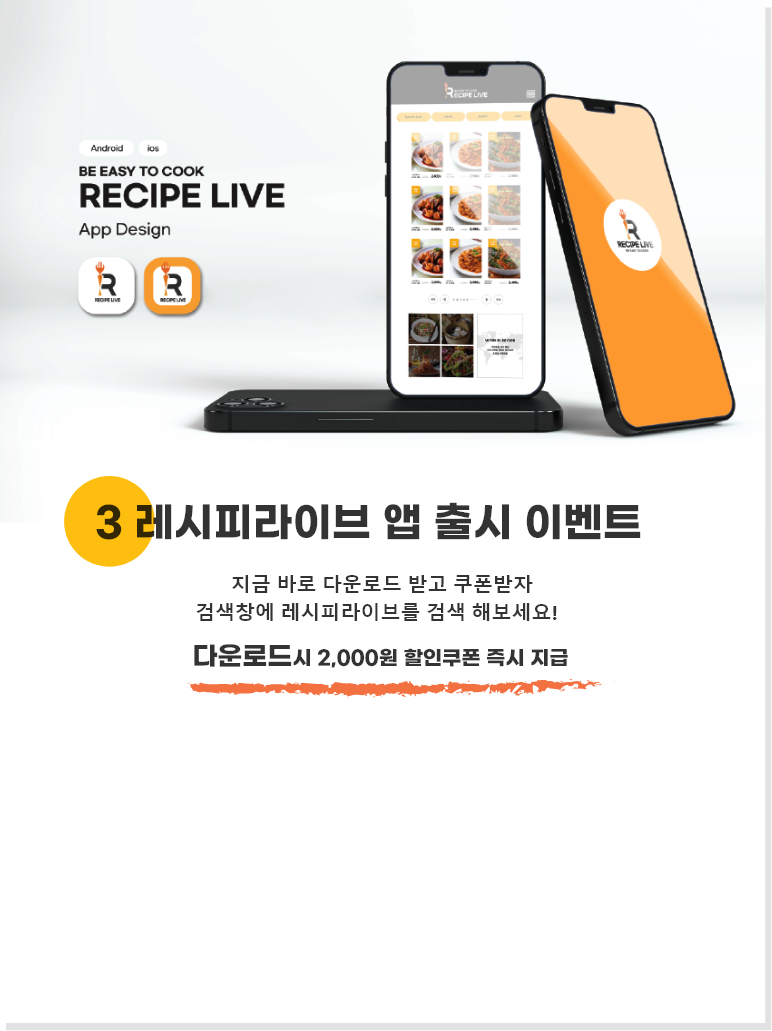 Android ios
BE EASY TO COOK
RECIPE LIVE
App Design
R
RECIPE LIVE
R
RECIPE LIVE
RECIPE LIVE
R
RECIPE LIVE
3 레시피라이브 앱 출시 이벤트
지금 바로 다운로드 받고 쿠폰받자
검색창에 레시피라이브를 검색 해보세요!
다운로드시 2,000원 할인쿠폰 즉시 지급